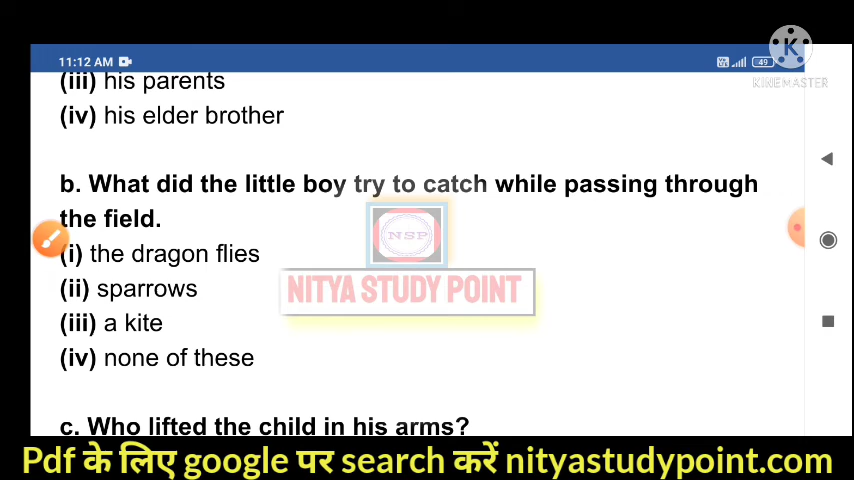 11:12 AM
49
K
KINEMASTER
(iii) his parents
(iv) his elder brother
b. What did the little boy try to catch while passing through
the field.
(i) the dragon flies
NSP
(ii) sparrows
NITYA STUDY POINT
(iii) a kite
(iv) none of these
c. Who lifted the child in his arms?
Pdf के लिए google पर search करें nityastudypoint.com